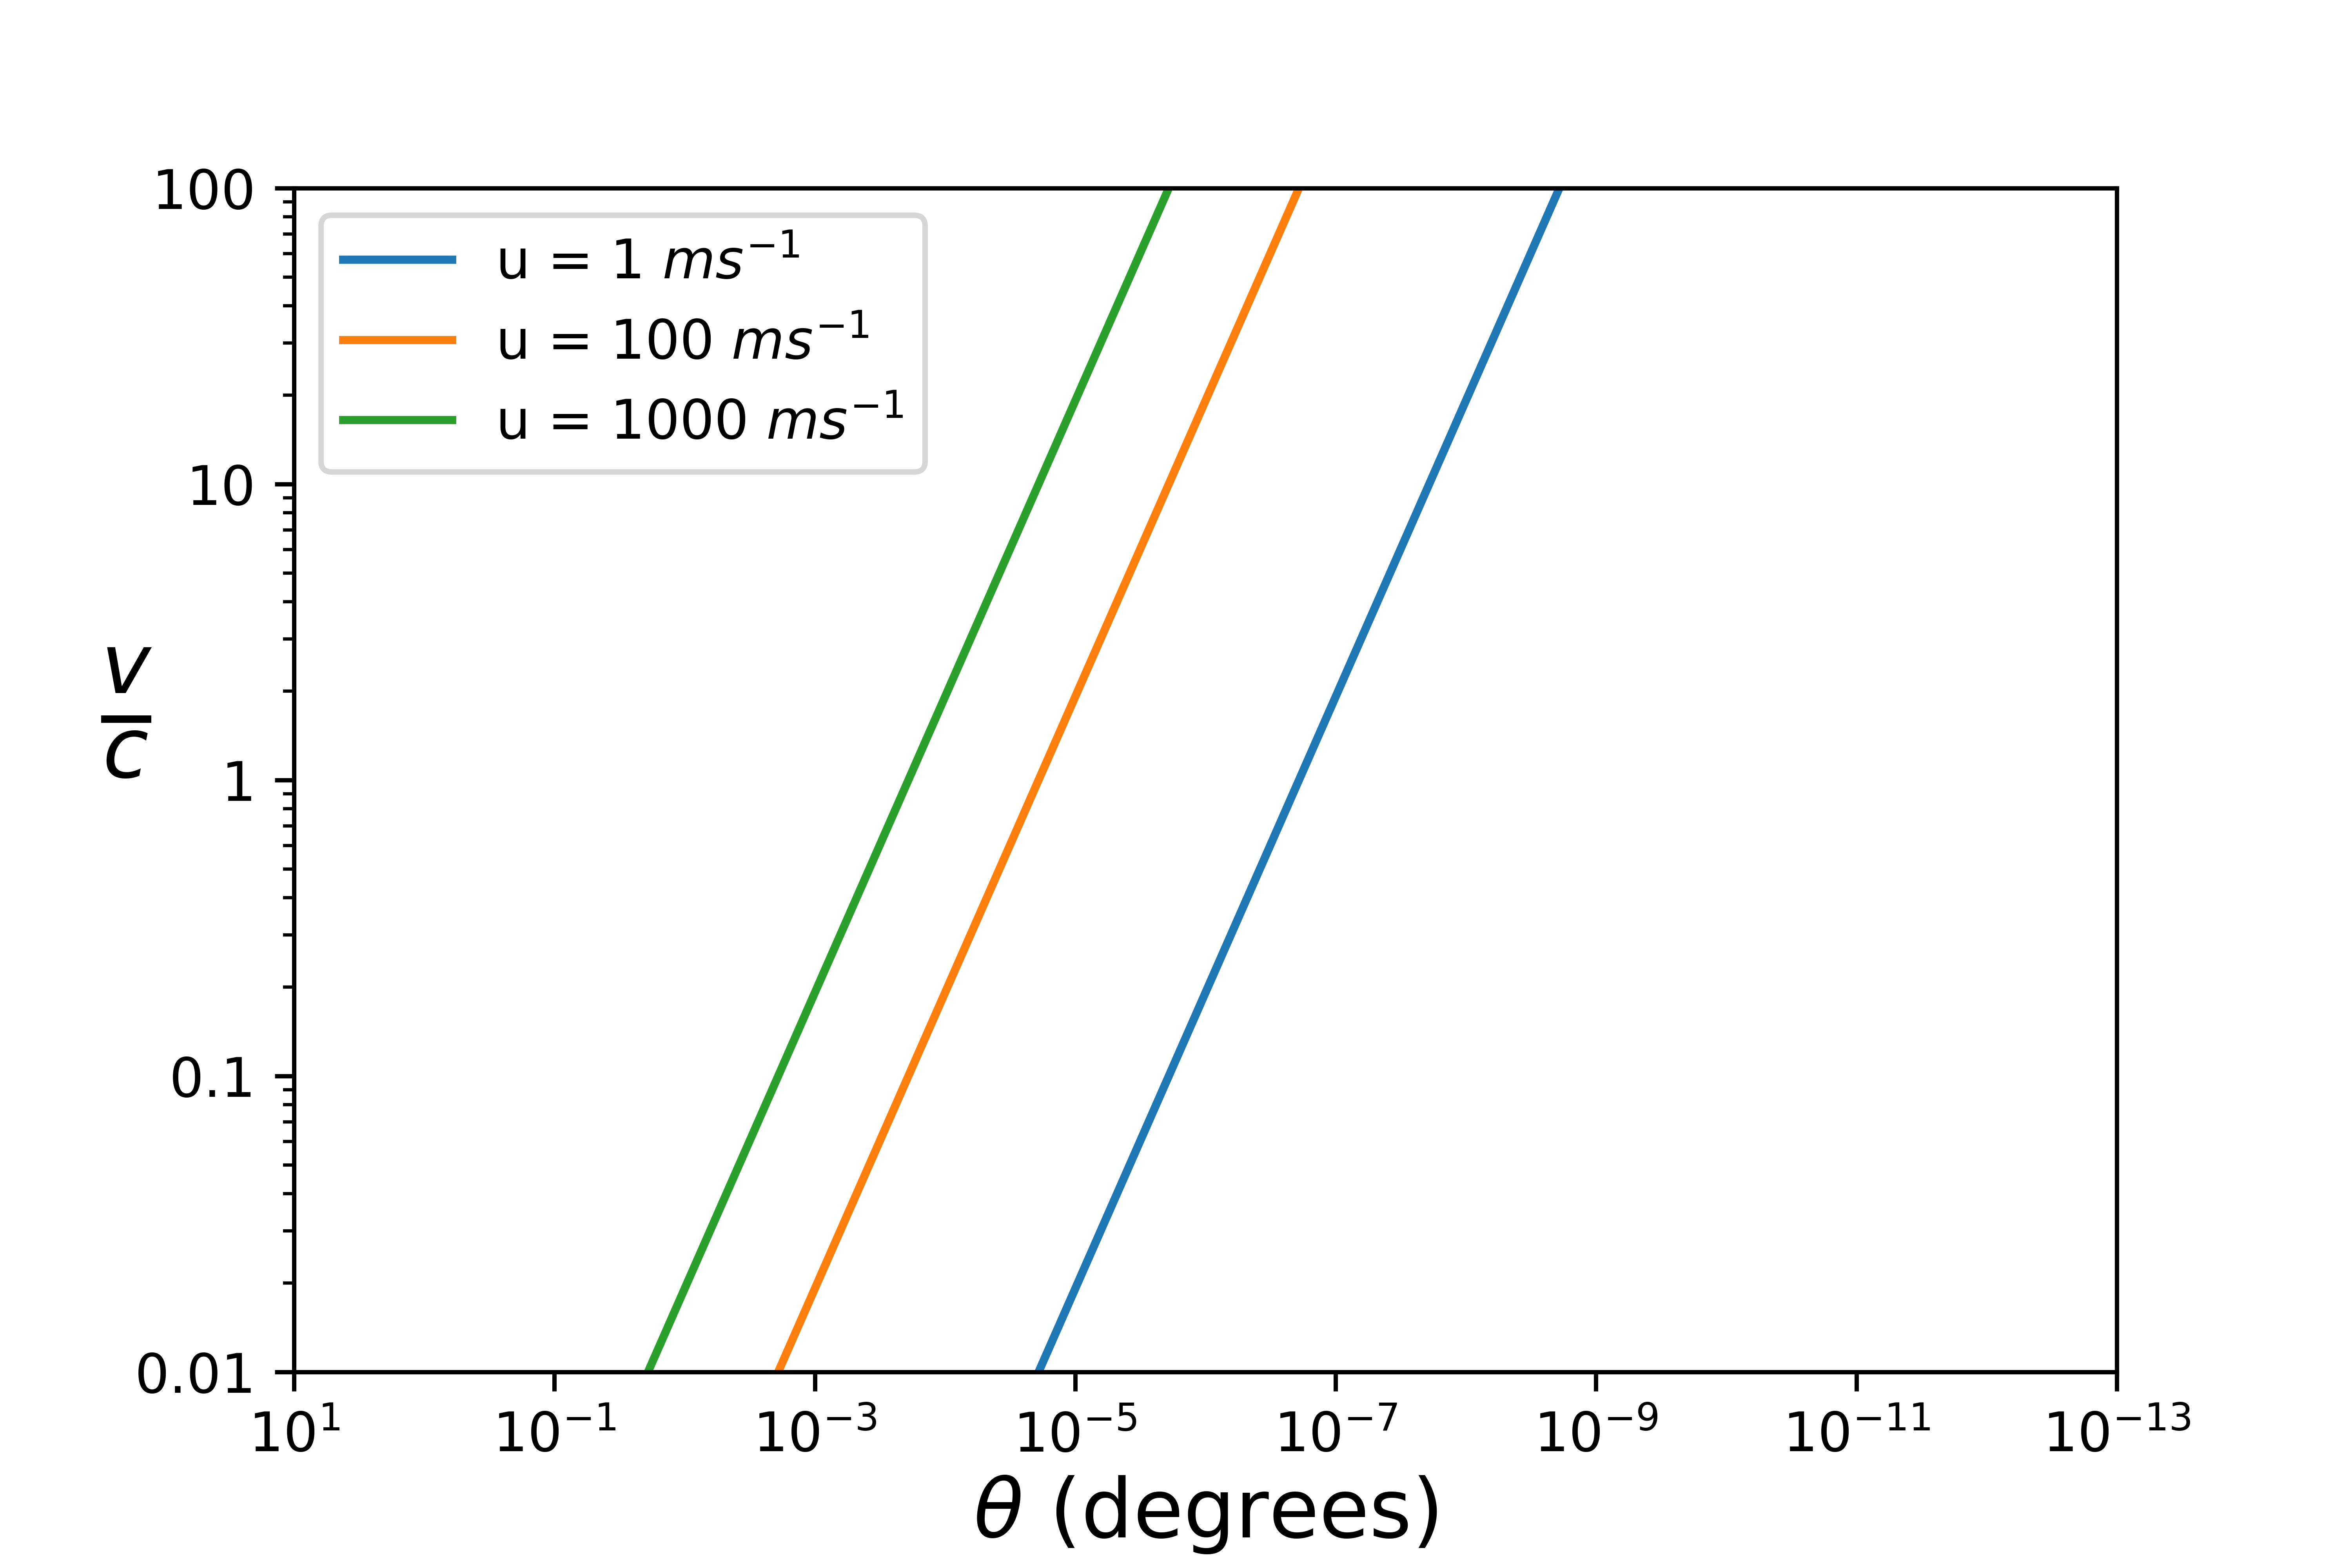 100
10
1
0.1
0.01
v
c
u = 1 ms⁻¹
u = 100 ms⁻¹
u = 1000 ms⁻¹
10¹ 10⁻¹ 10⁻³ 10⁻⁵ 10⁻⁷ 10⁻⁹ 10⁻¹¹ 10⁻¹³
θ (degrees)